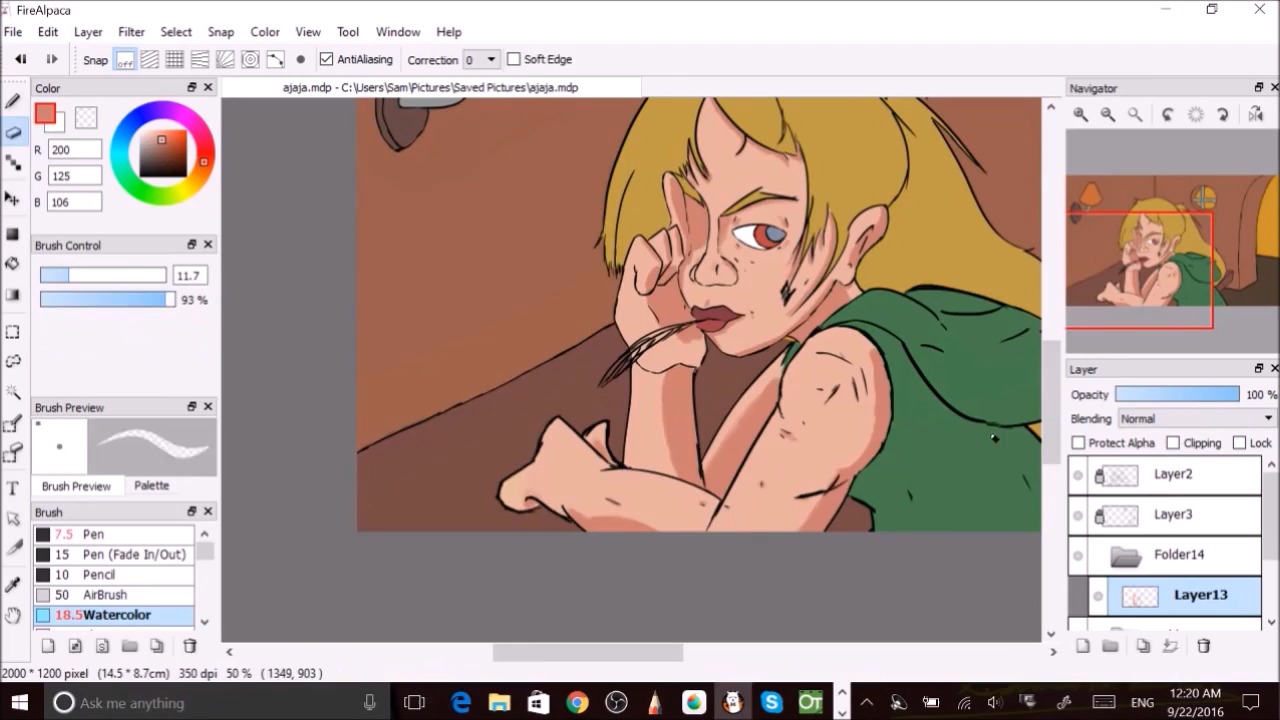 FireAlpaca
File Edit Layer Filter Select Snap Color View Tool Window Help
Snap off AntiAliasing Correction 0 Soft Edge
Color
ajaja.mdp - C:\Users\Sam\Pictures\Saved Pictures\ajaja.mdp
Navigator
R 200
G 125
B 106
Brush Control
11.7
93 %
Layer
Opacity 100 %
Blending Normal
Protect Alpha Clipping Lock
Brush Preview
Layer2
Brush Preview Palette
Layer3
Brush
7.5 Pen
15 Pen (Fade In/Out)
Folder14
10 Pencil
50 AirBrush
Layer13
18.5 Watercolor
2000 * 1200 pixel (14.5 * 8.7cm) 350 dpi 50 % ( 1349, 903 )
Ask me anything
ENG
12:20 AM
9/22/2016